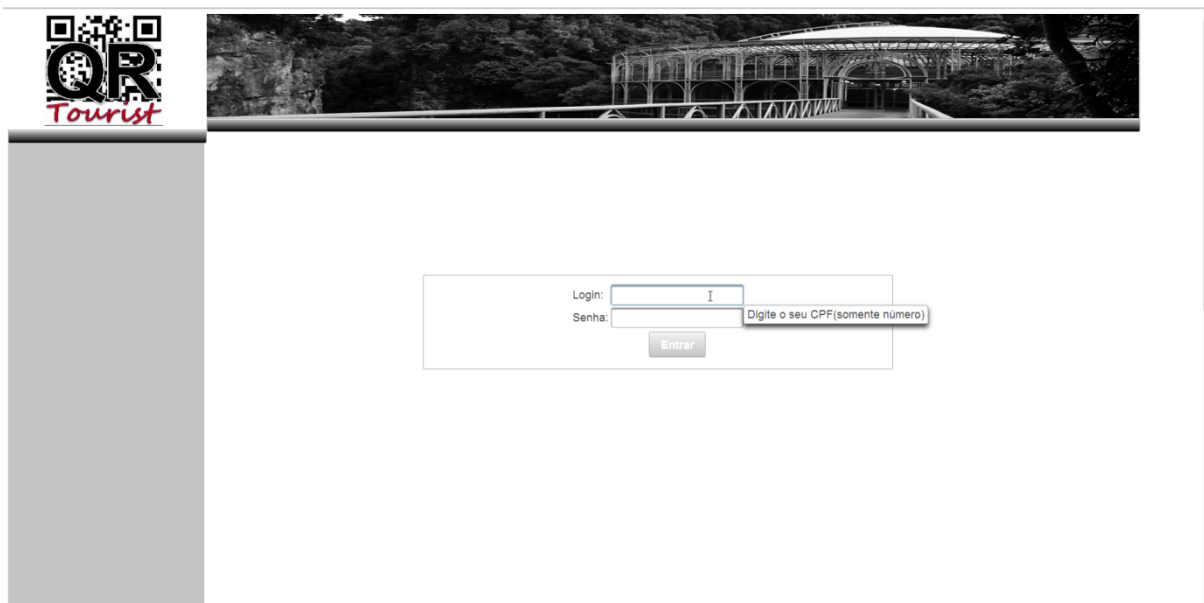 QR
Tourist
Login:
Digite o seu CPF(somente número)
Senha:
Entrar